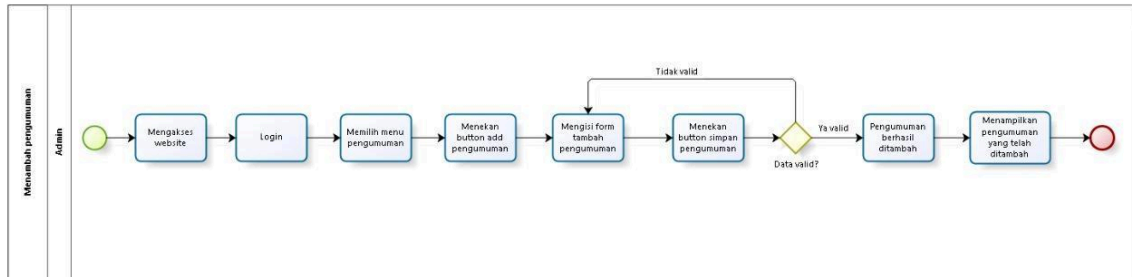 Menambah pengumuman
Admin
Mengakses
website
Login
Memilih menu
pengumuman
Menekan
button add
pengumuman
Mengisi form
tambah
pengumuman
Menekan
button simpan
pengumuman
Tidak valid
Data valid?
Ya valid
Pengumuman
berhasil
ditambah
Menampilkan
pengumuman
yang telah
ditambah